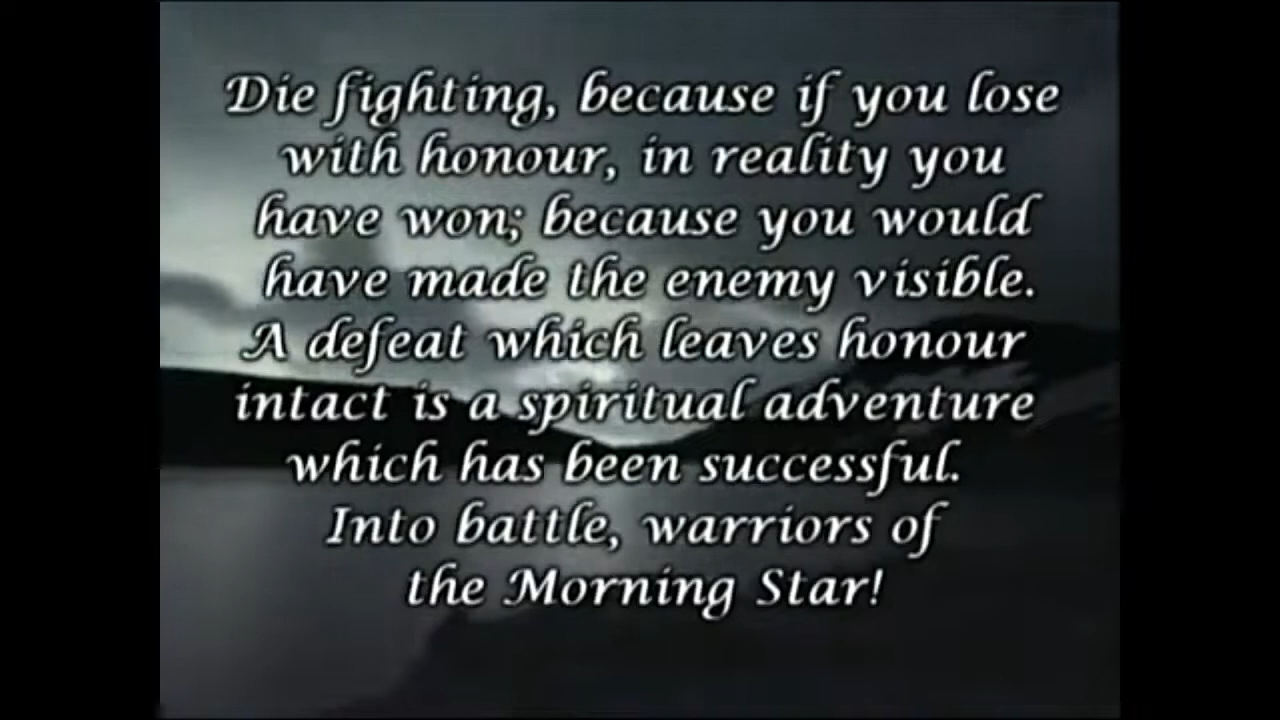 Die fighting, because if you lose
with honour, in reality you
have won; because you would
have made the enemy visible.
A defeat which leaves honour
intact is a spiritual adventure
which has been successful.
Into battle, warriors of
the Morning Star!